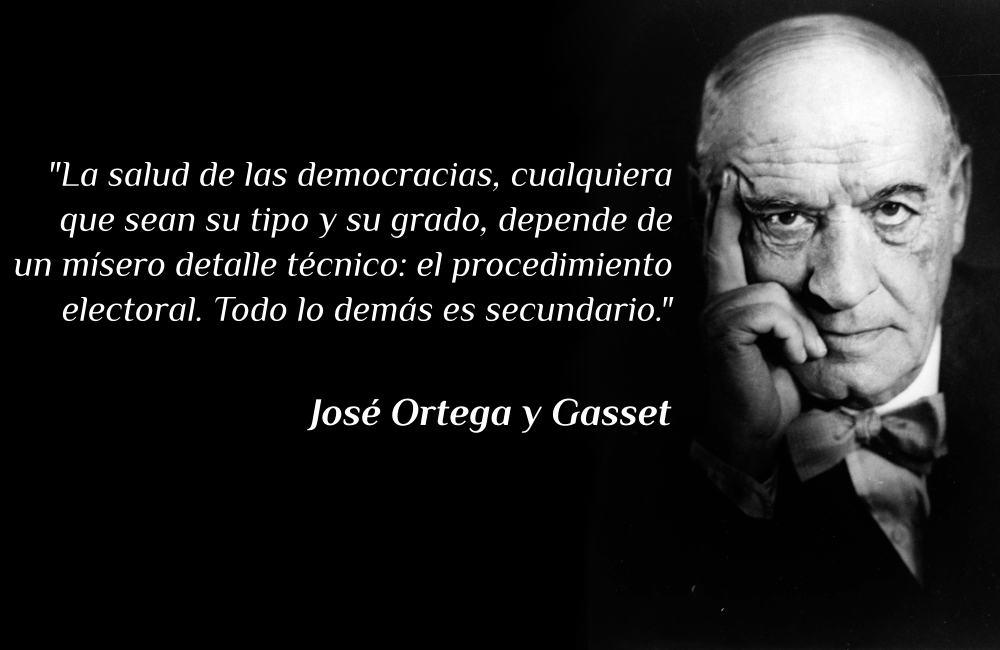 "La salud de las democracias, cualquiera
que sean su tipo y su grado, depende de
un mísero detalle técnico: el procedimiento
electoral. Todo lo demás es secundario."
José Ortega y Gasset